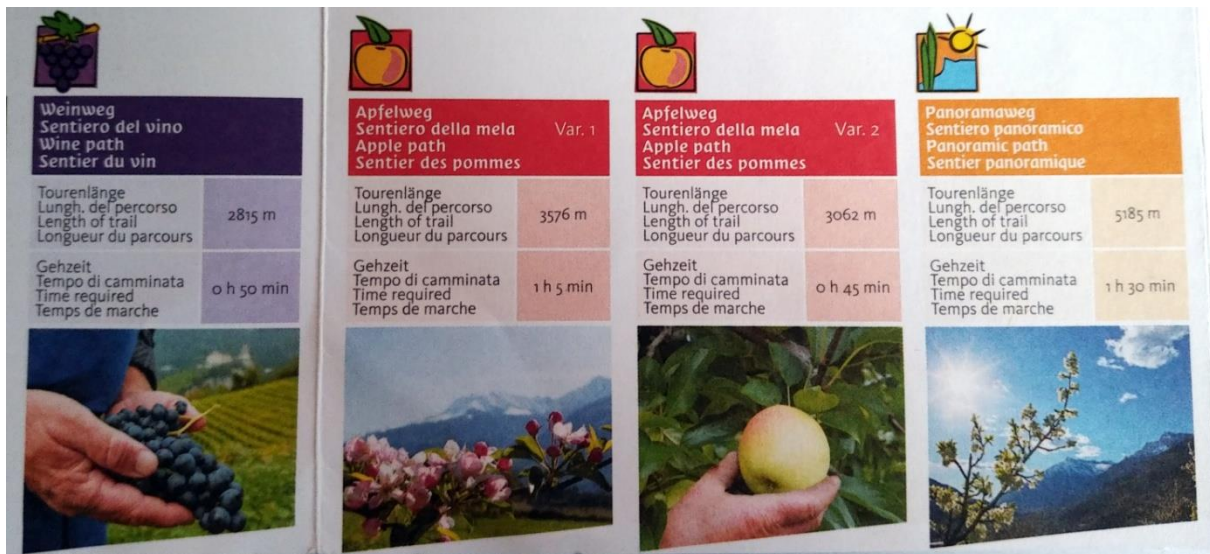 Weinweg
Sentiero del vino
Wine path
Sentier du vin
Tourenlänge
Lungh. del percorso
Length of trail
Longueur du parcours
2815 m
Gehzeit
Tempo di camminata
Time required
Temps de marche
0 h 50 min
Apfelweg
Sentiero della mela
Apple path
Sentier des pommes
Var. 1
Tourenlänge
Lungh. del percorso
Length of trail
Longueur du parcours
3576 m
Gehzeit
Tempo di camminata
Time required
Temps de marche
1 h 5 min
Apfelweg
Sentiero della mela
Apple path
Sentier des pommes
Var. 2
Tourenlänge
Lungh. del percorso
Length of trail
Longueur du parcours
3062 m
Gehzeit
Tempo di camminata
Time required
Temps de marche
0 h 45 min
Panoramaweg
Sentiero panoramico
Panoramic path
Sentier panoramique
Tourenlänge
Lungh. del percorso
Length of trail
Longueur du parcours
5185 m
Gehzeit
Tempo di camminata
Time required
Temps de marche
1 h 30 min